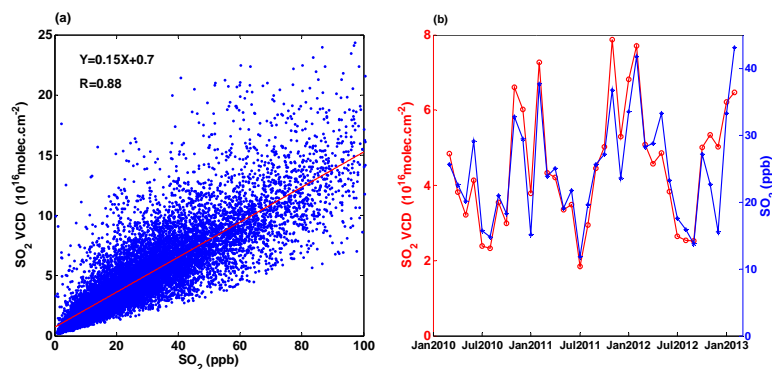 (a)
Y=0.15X+0.7
R=0.88
25
20
15
10
5
0
0 20 40 60 80 100
SO2 VCD (10^16molec.cm^-2)
SO2 (ppb)
(b)
8
6
4
2
0
SO2 VCD (10^16molec.cm^-2)
40
30
20
10
0
SO2 (ppb)
Jan2010 Jul2010 Jan2011 Jul2011 Jan2012 Jul2012 Jan2013